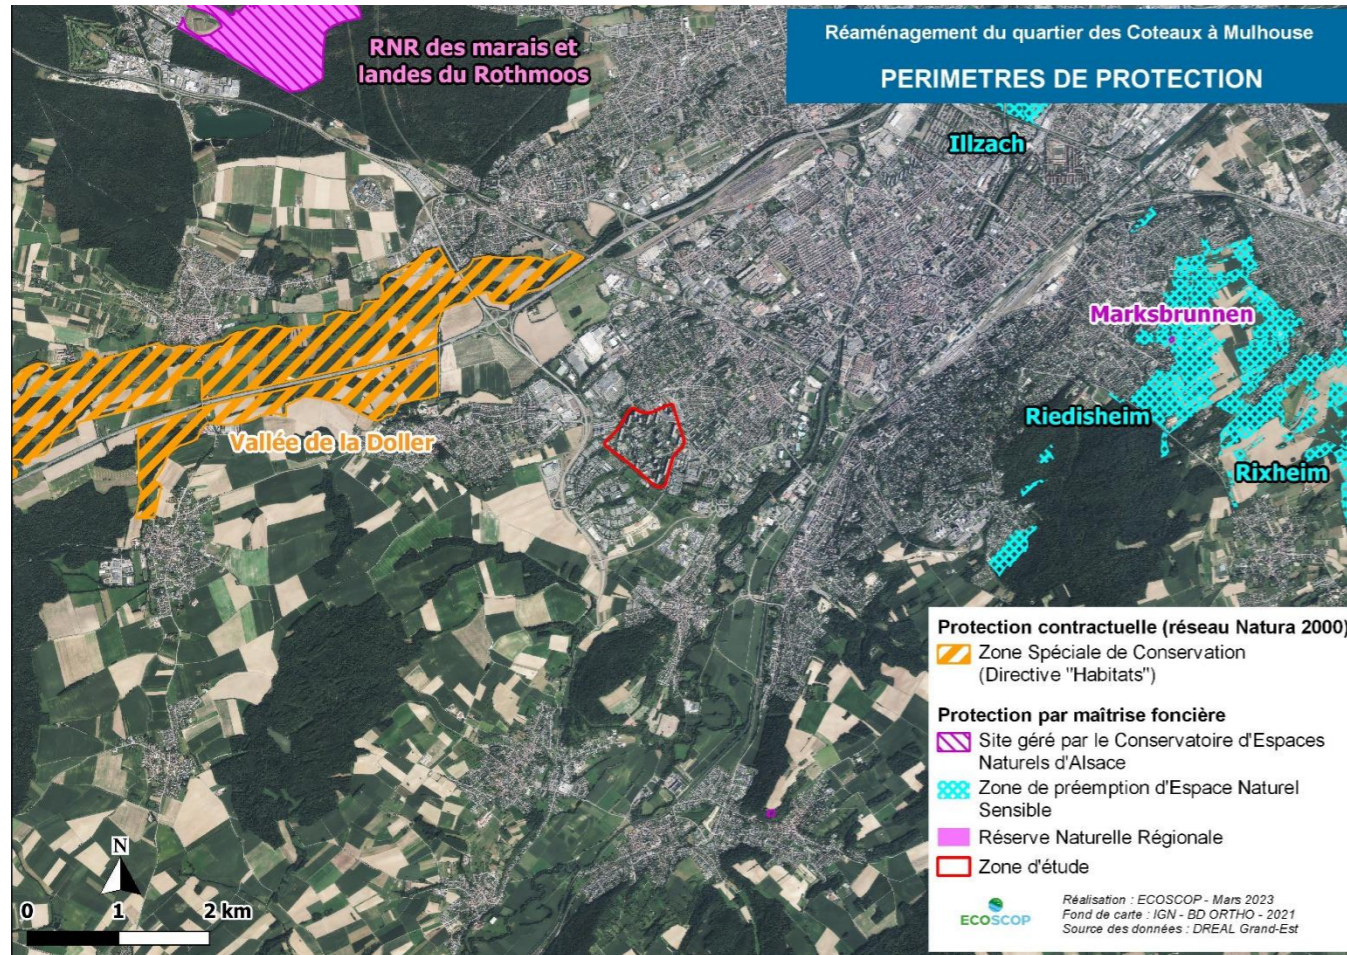 RNR des marais et
landes du Rothmoos
Réaménagement du quartier des Coteaux à Mulhouse
PERIMETRES DE PROTECTION
Illzach
Marksbrunnen
Riedisheim
Vallée de la Doller
Rixheim
Protection contractuelle (réseau Natura 2000)
Zone Spéciale de Conservation
(Directive "Habitats")
Protection par maîtrise foncière
Site géré par le Conservatoire d'Espaces
Naturels d'Alsace
Zone de préemption d'Espace Naturel
Sensible
Réserve Naturelle Régionale
Zone d'étude
N
0 1 2 km
ECOSCOP
Réalisation : ECOSCOP - Mars 2023
Fond de carte : IGN - BD ORTHO - 2021
Source des données : DREAL Grand-Est